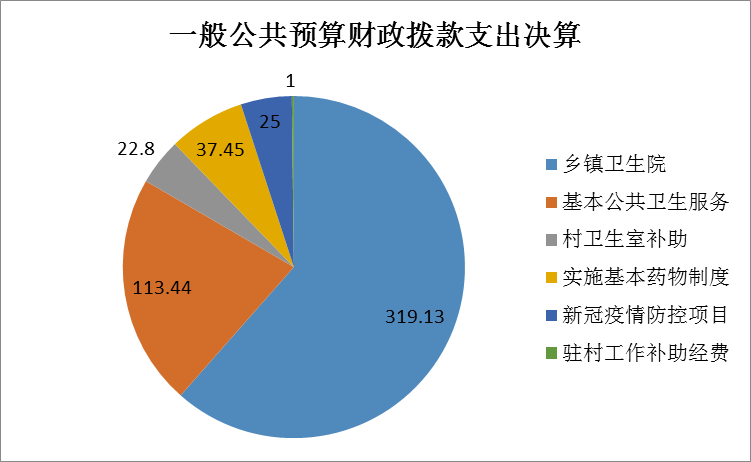 一般公共预算财政拨款支出决算
1
25
37.45
22.8
113.44
319.13
乡镇卫生院
基本公共卫生服务
村卫生室补助
实施基本药物制度
新冠疫情防控项目
驻村工作补助经费